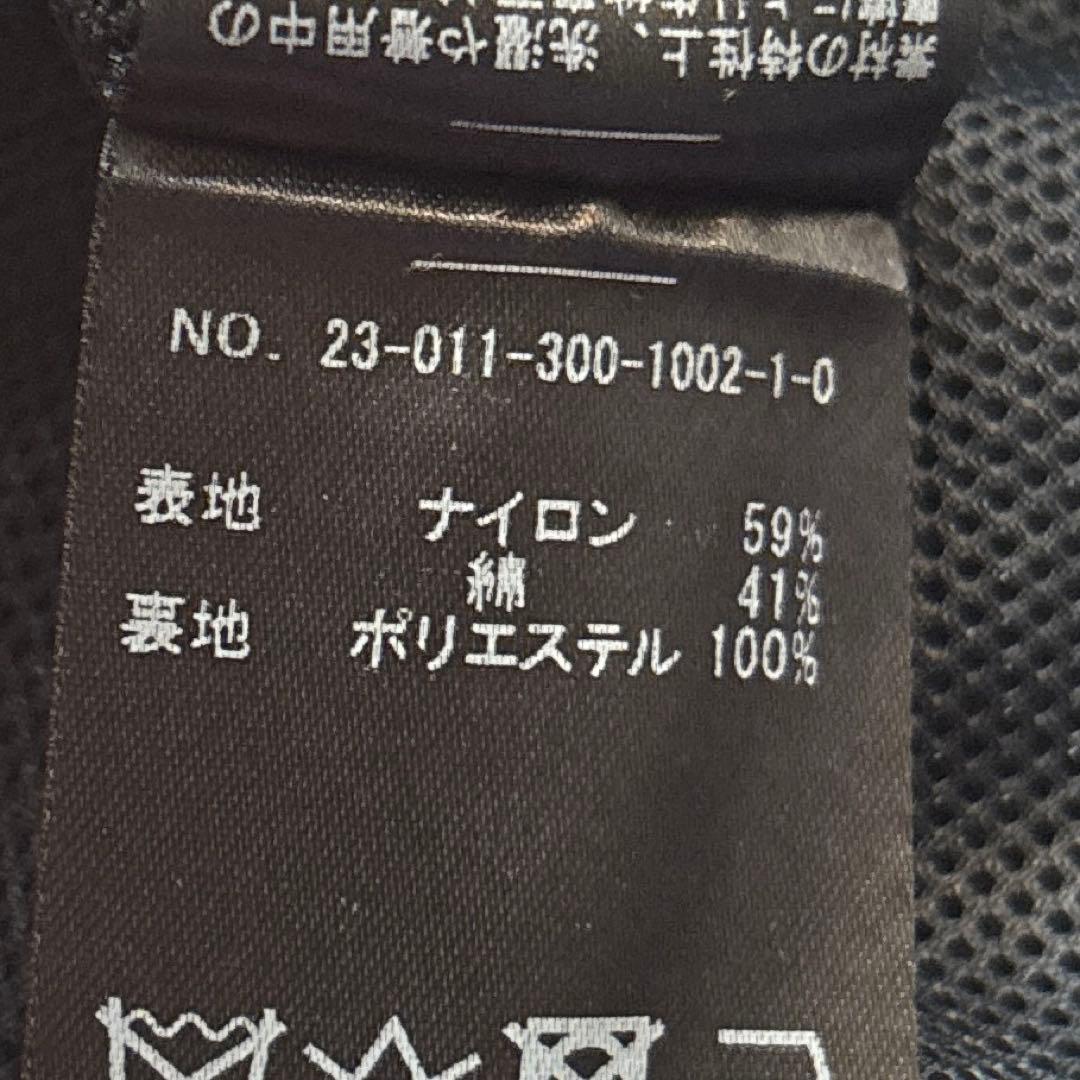 素材の特性上、洗濯や着用中の
NO. 23-011-300-1002-1-0
表地 ナイロン 59%
綿 41%
裏地 ポリエステル 100%